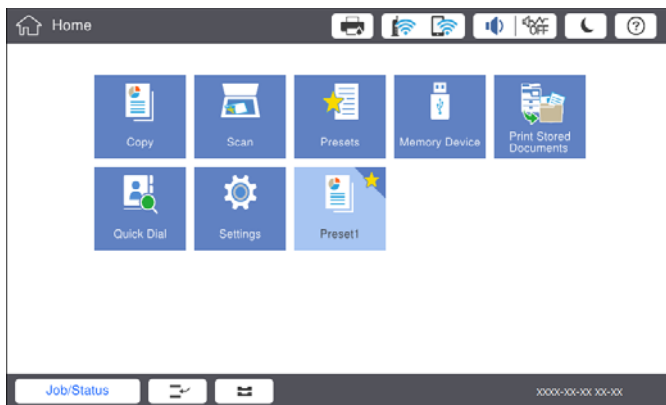 Home
OFF
?
Copy
Scan
Presets
Memory Device
Print Stored
Documents
Quick Dial
Settings
Preset1
Job/Status
xxxx-xx-xx xx-xx